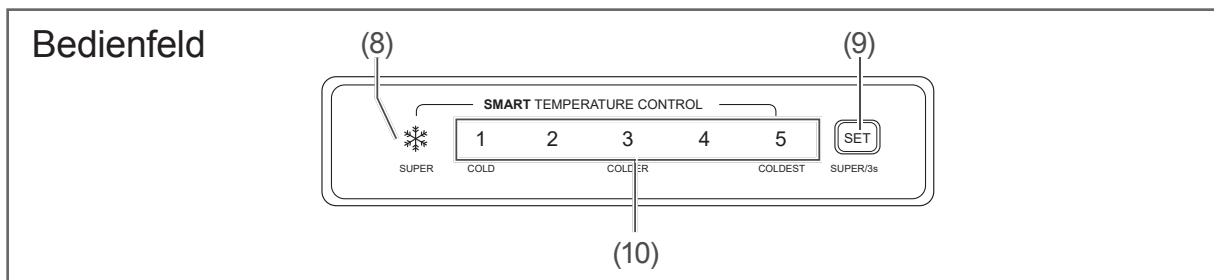 Bedienfeld
(8) (9)
SMART TEMPERATURE CONTROL
1 2 3 4 5 SET
SUPER COLD COLDER COLDEST SUPER/3s
(10)